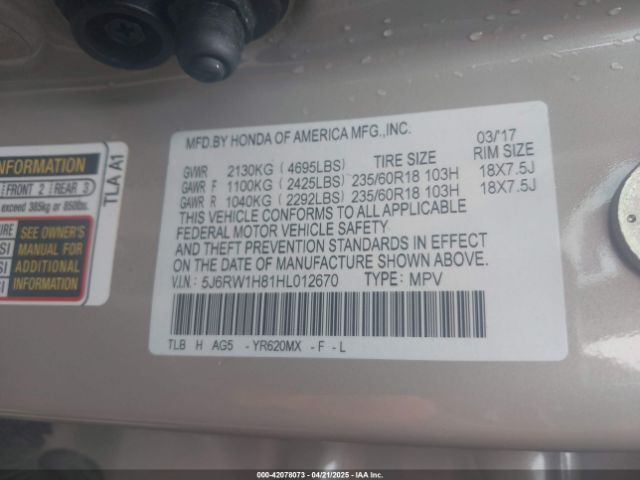 MFD.BY HONDA OF AMERICA MFG.,INC. 03/17
GVWR 2130KG (4695LBS) TIRE SIZE RIM SIZE
GAWR F 1100KG (2425LBS) 235/60R18 103H 18X7.5J
GAWR R 1040KG (2292LBS) 235/60R18 103H 18X7.5J
THIS VEHICLE CONFORMS TO ALL APPLICABLE
FEDERAL MOTOR VEHICLE SAFETY
AND THEFT PREVENTION STANDARDS IN EFFECT
ON THE DATE OF MANUFACTURE SHOWN ABOVE.
V.I.N.: 5J6RW1H81HL012670 TYPE: MPV
TLB H AG5 -YR620MX -F -L
INFORMATION
FRONT 2 REAR 3
exceed 385kg or 850lbs.
SEE OWNER'S
MANUAL FOR
ADDITIONAL
INFORMATION
TLA A1
000-42078073 - 04/21/2025 - IAA Inc.